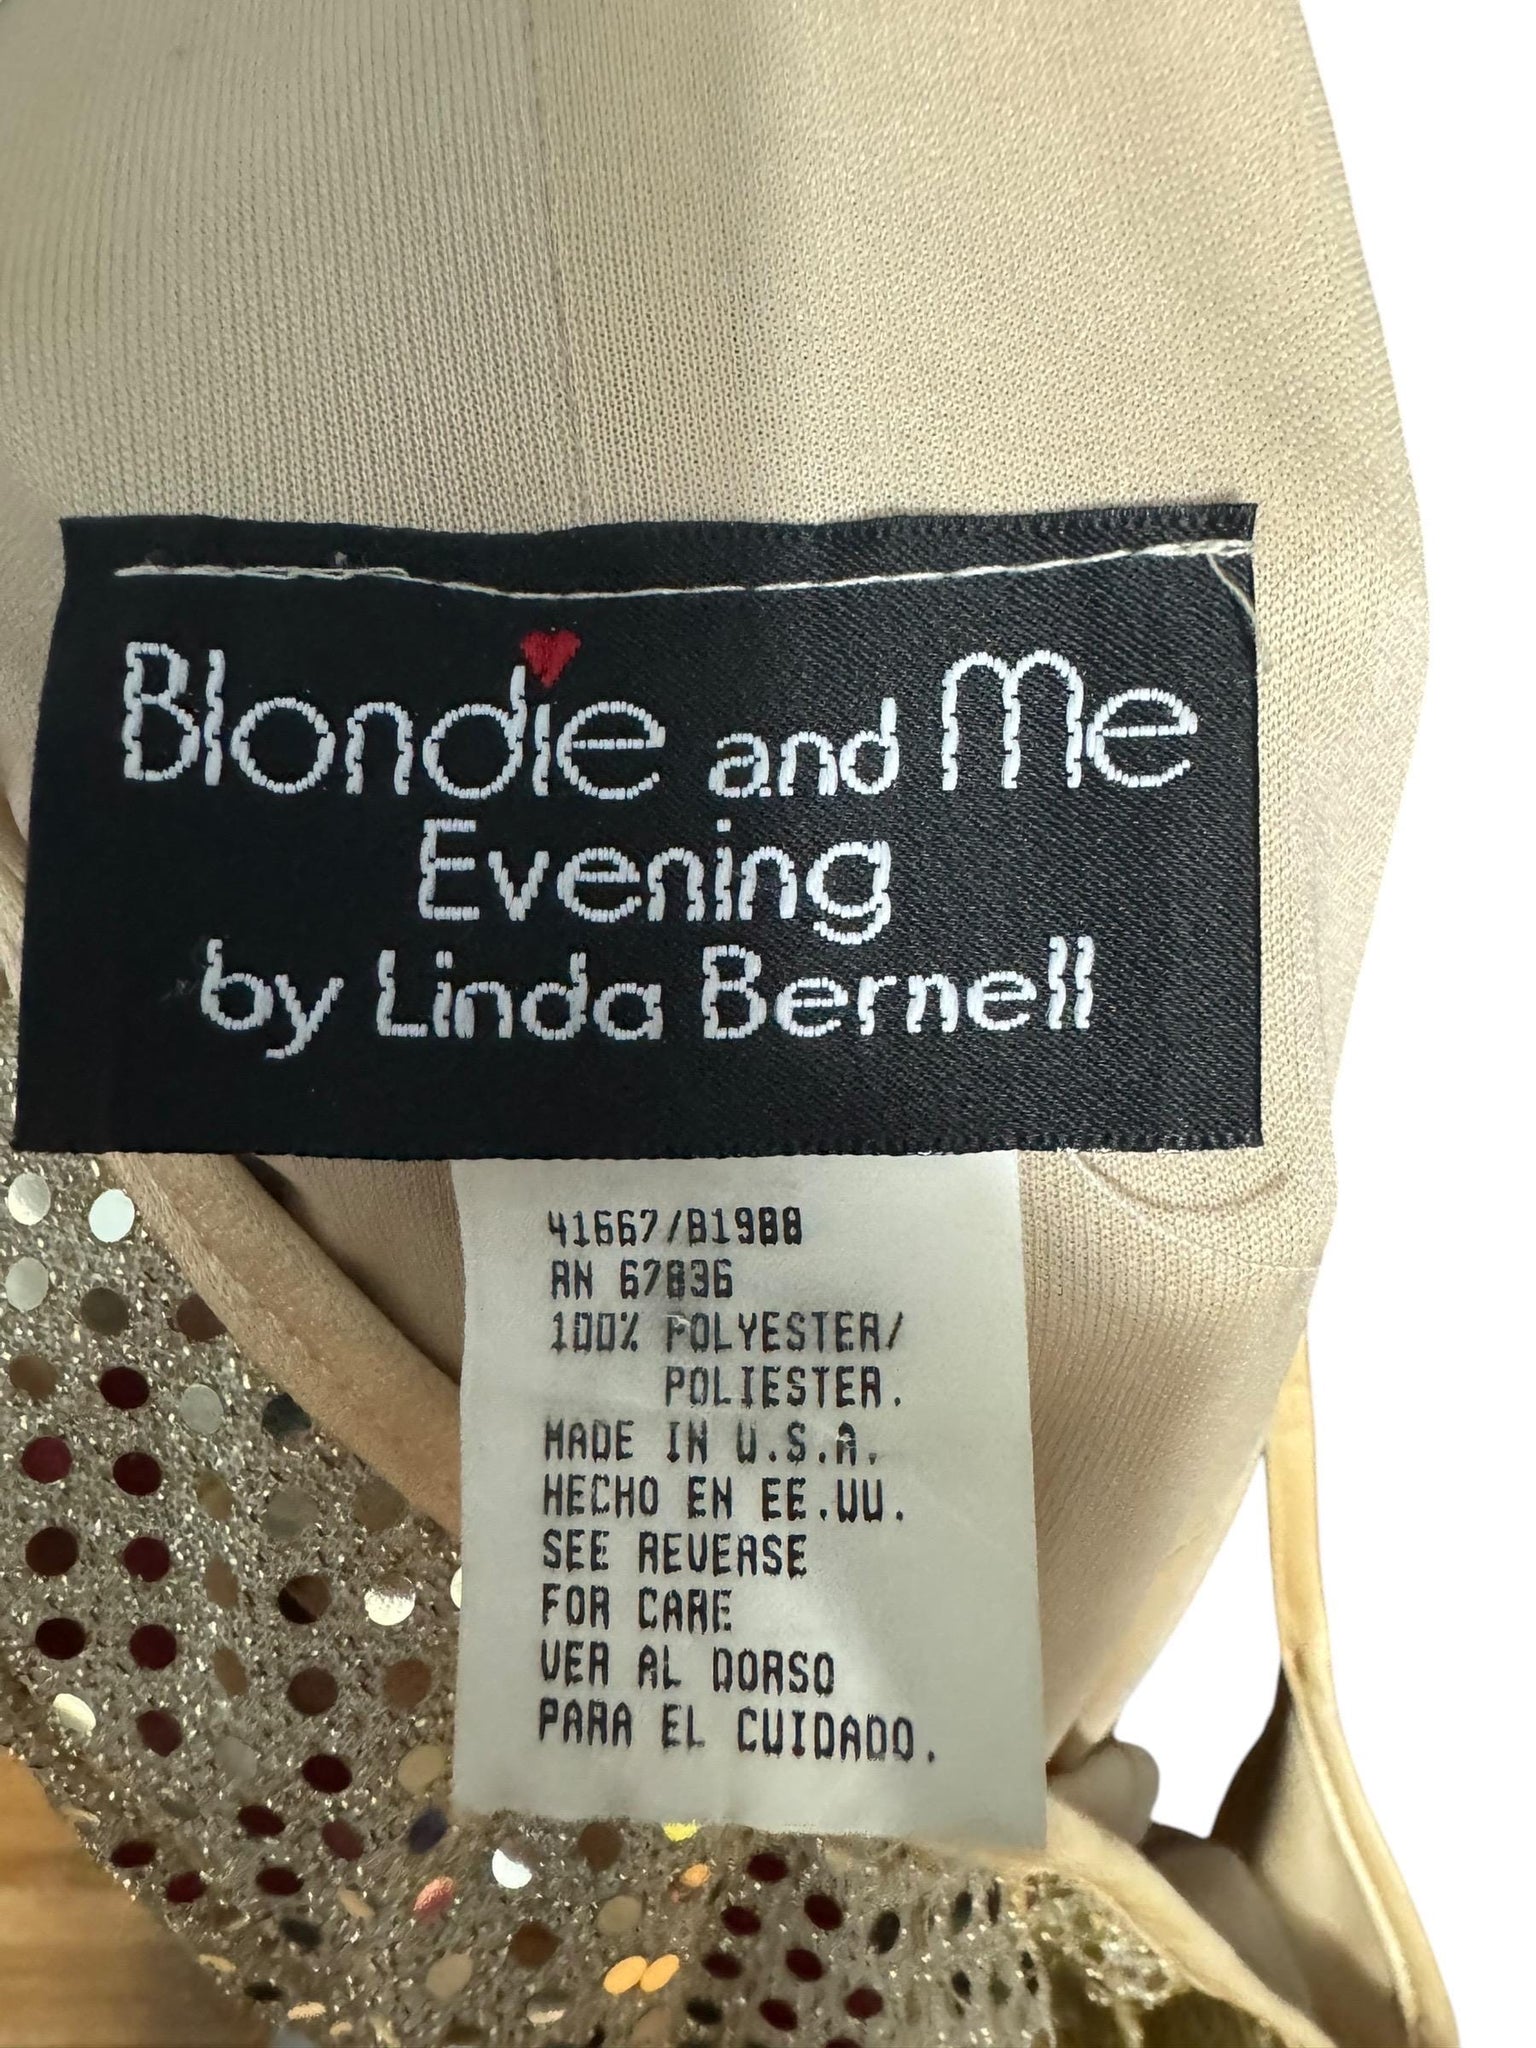 Blondie and Me
Evening
by Linda Bernell
41667/B1988
RN 67836
100% POLYESTER/
POLIESTER.
MADE IN U.S.A.
HECHO EN EE.UU.
SEE REVERSE
FOR CARE
VER AL DORSO
PARA EL CUIDADO.